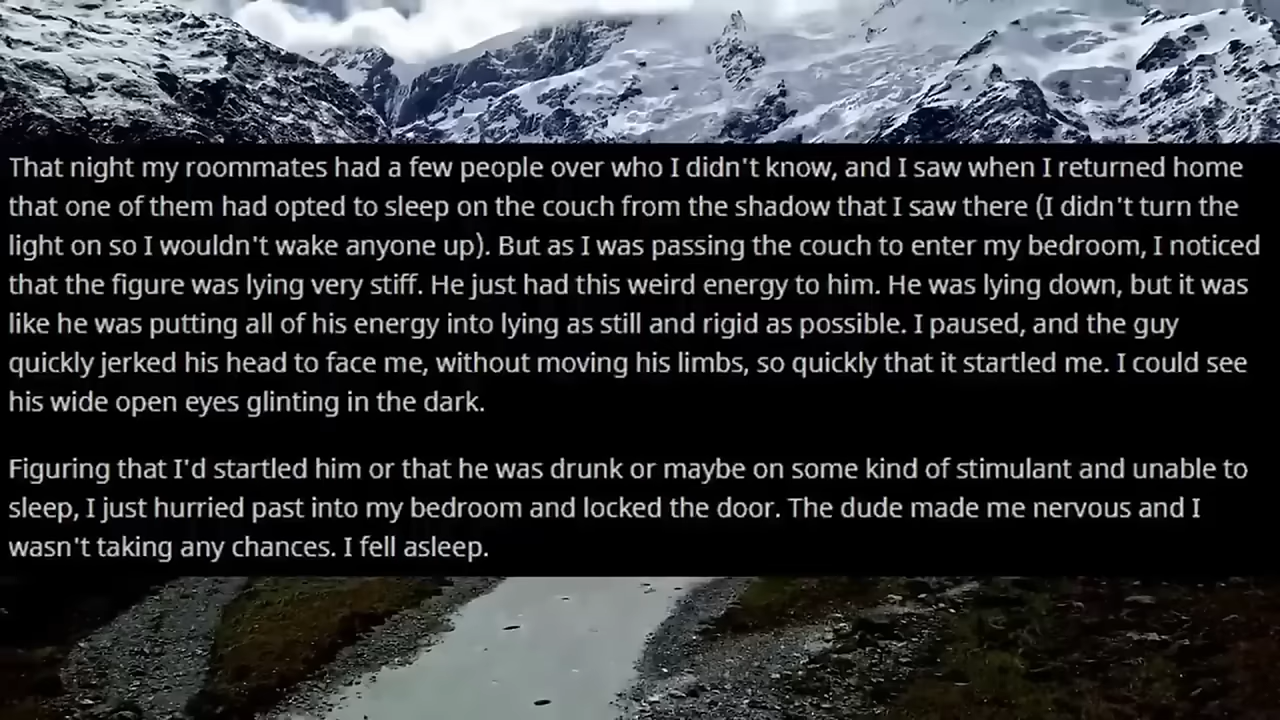 That night my roommates had a few people over who I didn't know, and I saw when I returned home
that one of them had opted to sleep on the couch from the shadow that I saw there (I didn't turn the
light on so I wouldn't wake anyone up). But as I was passing the couch to enter my bedroom, I noticed
that the figure was lying very stiff. He just had this weird energy to him. He was lying down, but it was
like he was putting all of his energy into lying as still and rigid as possible. I paused, and the guy
quickly jerked his head to face me, without moving his limbs, so quickly that it startled me. I could see
his wide open eyes glinting in the dark.
Figuring that I'd startled him or that he was drunk or maybe on some kind of stimulant and unable to
sleep, I just hurried past into my bedroom and locked the door. The dude made me nervous and I
wasn't taking any chances. I fell asleep.